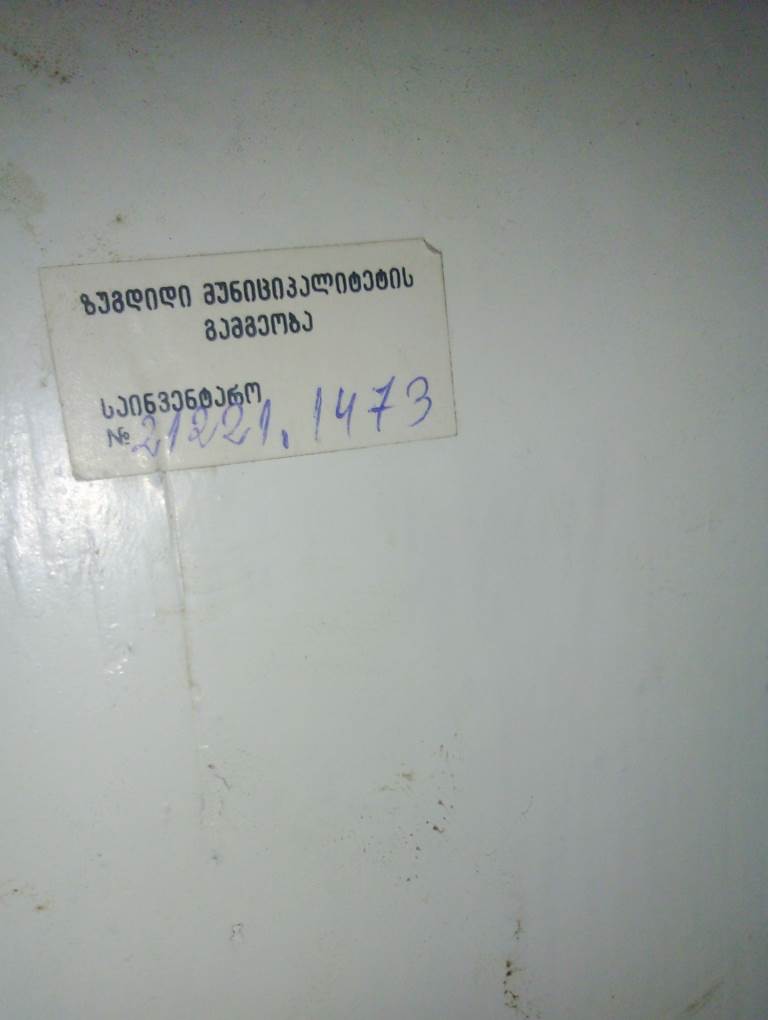 ზუგდიდი მუნიციპალიტეტის
გამგეობა
საინვენტარო
№ 21221.1473